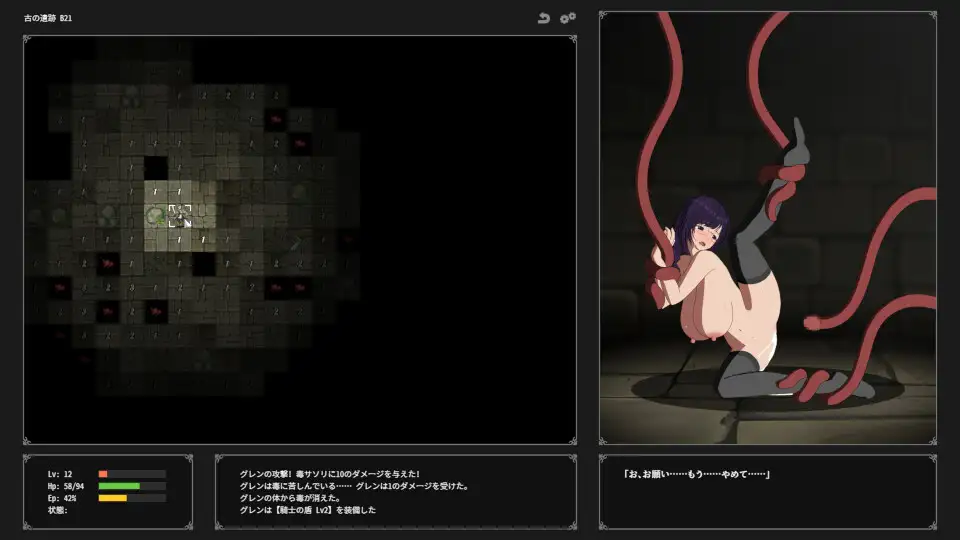 古の遺跡 B21
Lv: 12
Hp: 58/94
Ep: 42%
状態:
グレンの攻撃! 毒サソリに10のダメージを与えた!
グレンは毒に苦しんでいる…… グレンは1のダメージを受けた。
グレンの体から毒が消えた。
グレンは【騎士の盾 Lv2】を装備した
「お、お願い……もう……やめて……」